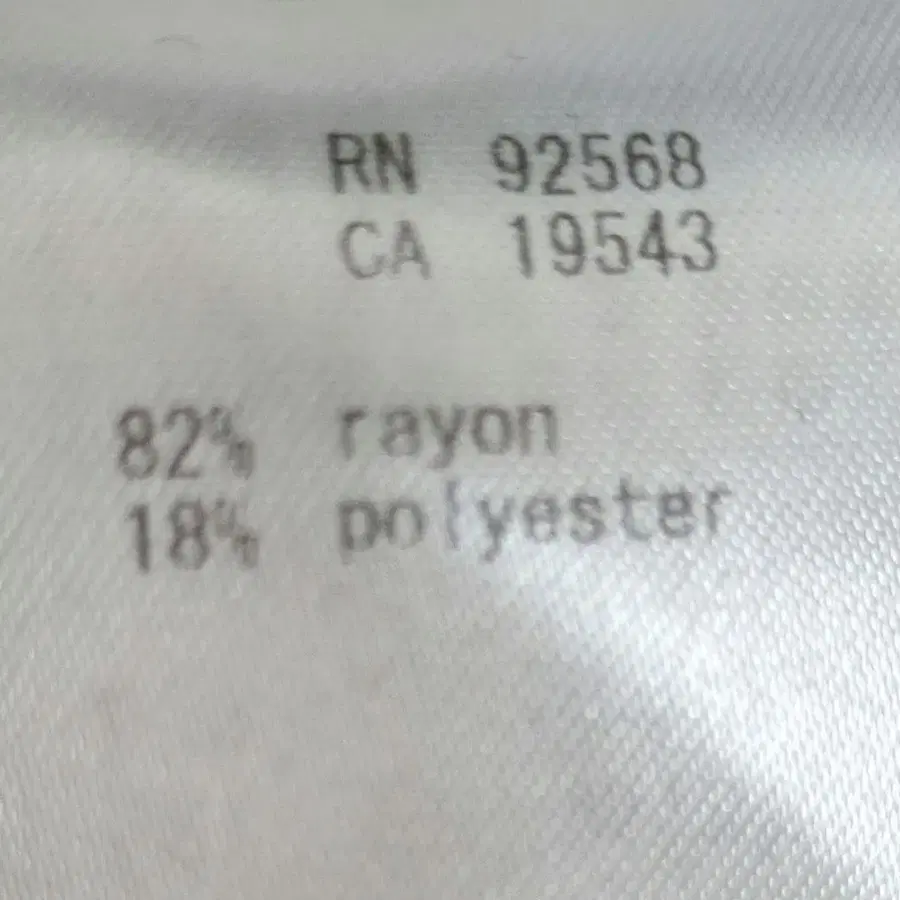 RN 92568
CA 19543
82% rayon
18% polyester